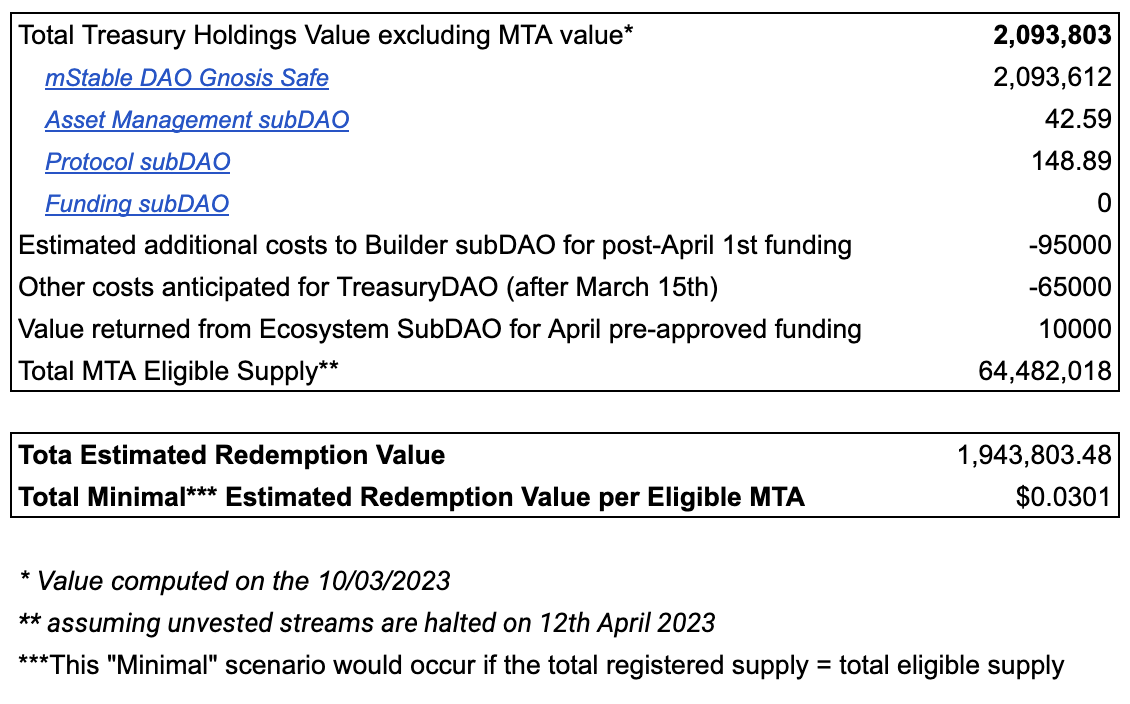 Total Treasury Holdings Value excluding MTA value* 2,093,803
mStable DAO Gnosis Safe 2,093,612
Asset Management subDAO 42.59
Protocol subDAO 148.89
Funding subDAO 0
Estimated additional costs to Builder subDAO for post-April 1st funding -95000
Other costs anticipated for TreasuryDAO (after March 15th) -65000
Value returned from Ecosystem SubDAO for April pre-approved funding 10000
Total MTA Eligible Supply** 64,482,018
Tota Estimated Redemption Value 1,943,803.48
Total Minimal*** Estimated Redemption Value per Eligible MTA $0.0301
* Value computed on the 10/03/2023
** assuming unvested streams are halted on 12th April 2023
***This "Minimal" scenario would occur if the total registered supply = total eligible supply